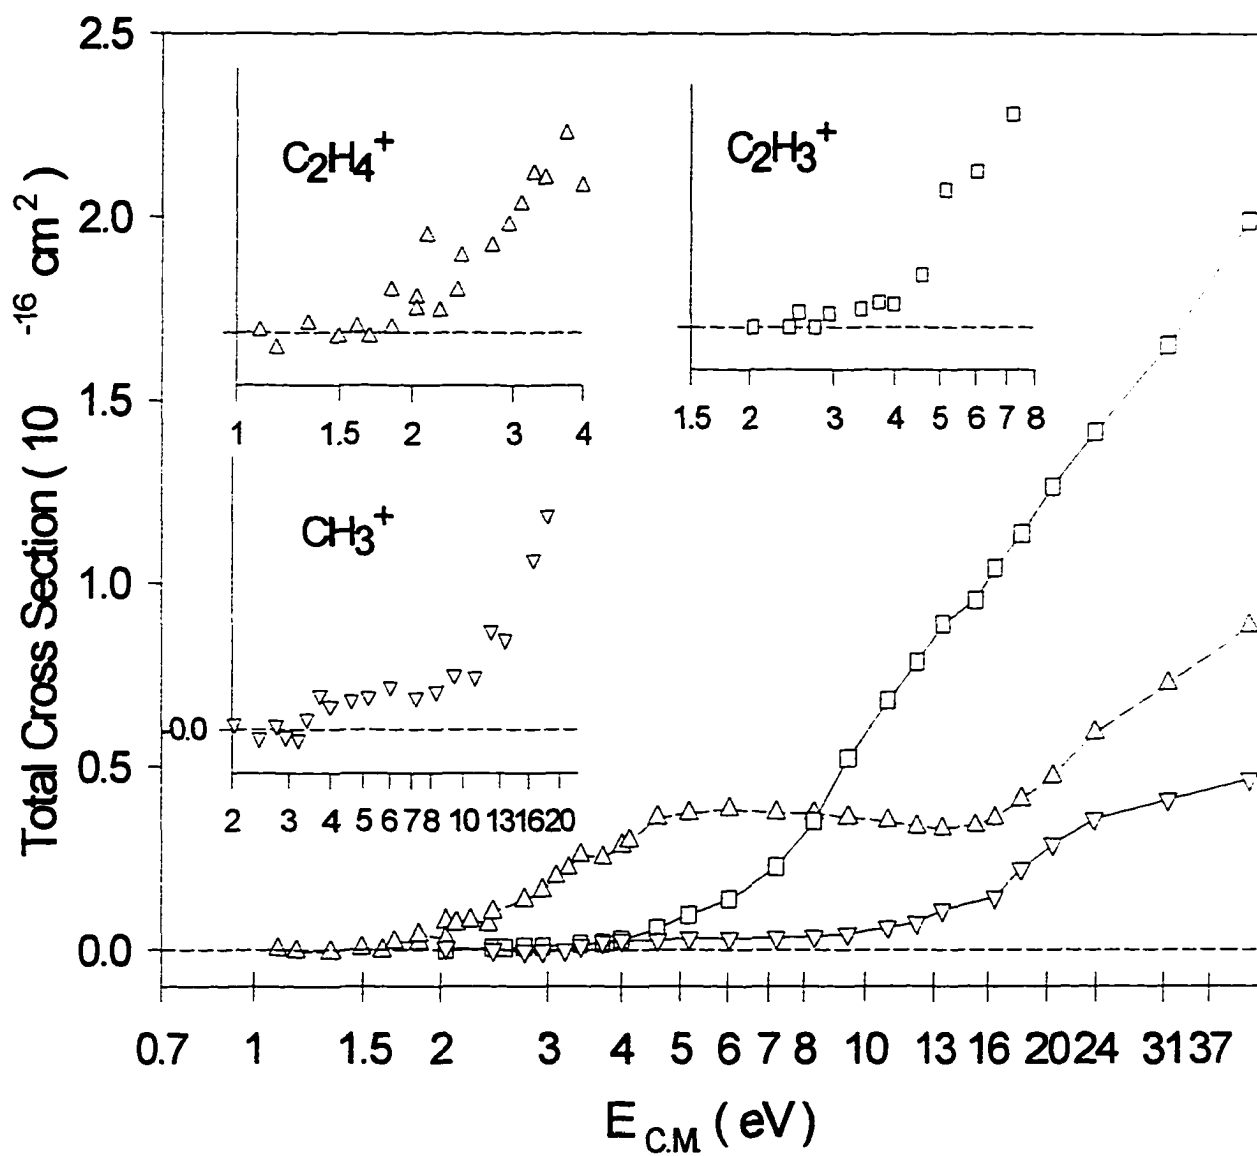 2.5
2.0
1.5
1.0
0.5
0.0
Total Cross Section ( 10 -16 cm2 )
C2H4+
1 1.5 2 3 4
C2H3+
1.5 2 3 4 5 6 7 8
CH3+
0.0
2 3 4 5 6 7 8 10 13 16 20
0.7 1 1.5 2 3 4 5 6 7 8 10 13 16 20 24 31 37
E C.M. ( eV )